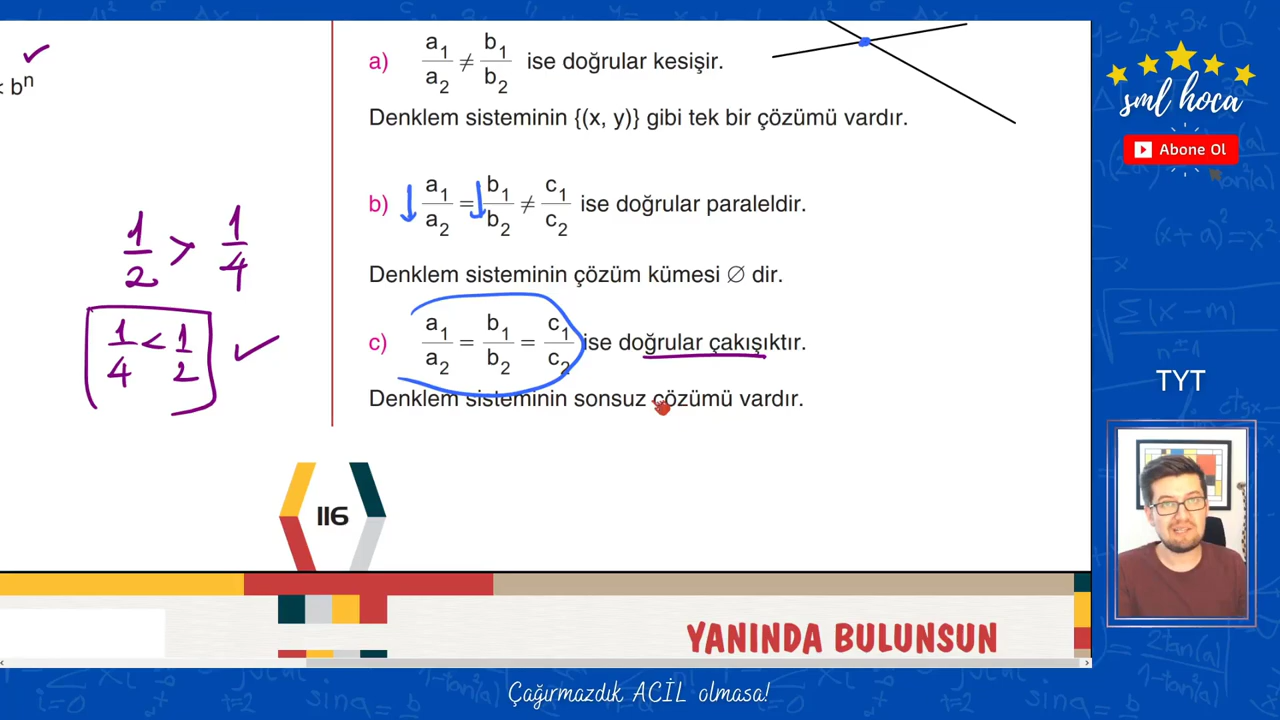 < bⁿ
1/2 > 1/4
1/4 < 1/2
a) a₁/a₂ ≠ b₁/b₂ ise doğrular kesişir.
Denklem sisteminin {(x, y)} gibi tek bir çözümü vardır.
b) a₁/a₂ = b₁/b₂ ≠ c₁/c₂ ise doğrular paraleldir.
Denklem sisteminin çözüm kümesi ∅ dir.
c) a₁/a₂ = b₁/b₂ = c₁/c₂ ise doğrular çakışıktır.
Denklem sisteminin sonsuz çözümü vardır.
116
YANINDA BULUNSUN
sml hoca
Abone Ol
TYT
Çağırmazdık ACİL olmasa!